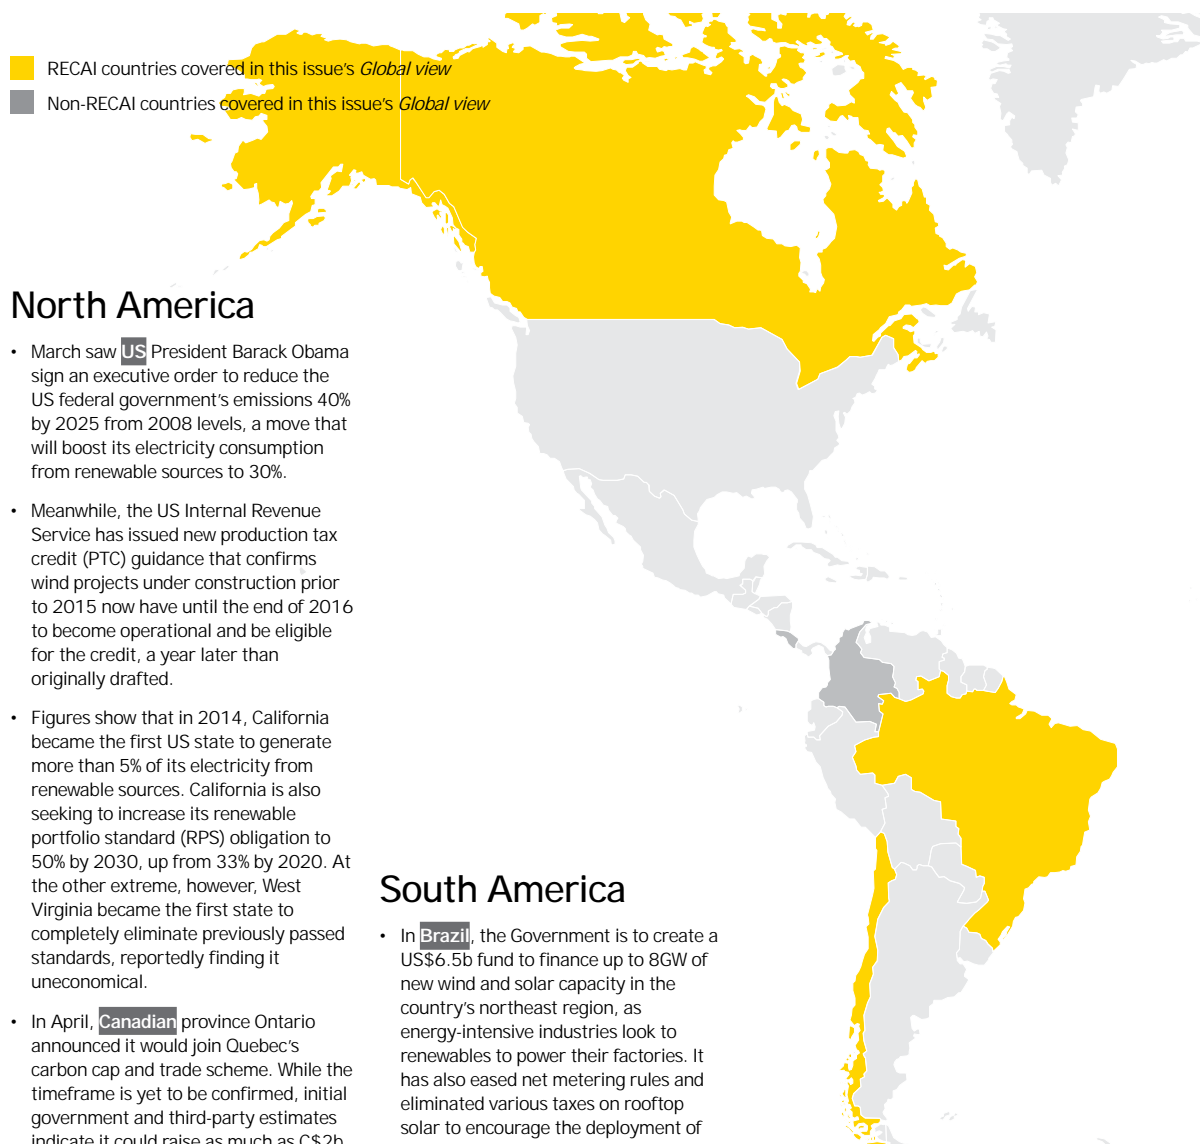 RECAI countries covered in this issue's Global view
Non-RECAI countries covered in this issue's Global view
North America
• March saw US President Barack Obama
sign an executive order to reduce the
US federal government's emissions 40%
by 2025 from 2008 levels, a move that
will boost its electricity consumption
from renewable sources to 30%.
• Meanwhile, the US Internal Revenue
Service has issued new production tax
credit (PTC) guidance that confirms
wind projects under construction prior
to 2015 now have until the end of 2016
to become operational and be eligible
for the credit, a year later than
originally drafted.
• Figures show that in 2014, California
became the first US state to generate
more than 5% of its electricity from
renewable sources. California is also
seeking to increase its renewable
portfolio standard (RPS) obligation to
50% by 2030, up from 33% by 2020. At
the other extreme, however, West
Virginia became the first state to
completely eliminate previously passed
standards, reportedly finding it
uneconomical.
• In April, Canadian province Ontario
announced it would join Quebec's
carbon cap and trade scheme. While the
timeframe is yet to be confirmed, initial
government and third-party estimates
indicate it could raise as much as C$2b
South America
• In Brazil, the Government is to create a
US$6.5b fund to finance up to 8GW of
new wind and solar capacity in the
country's northeast region, as
energy-intensive industries look to
renewables to power their factories. It
has also eased net metering rules and
eliminated various taxes on rooftop
solar to encourage the deployment of